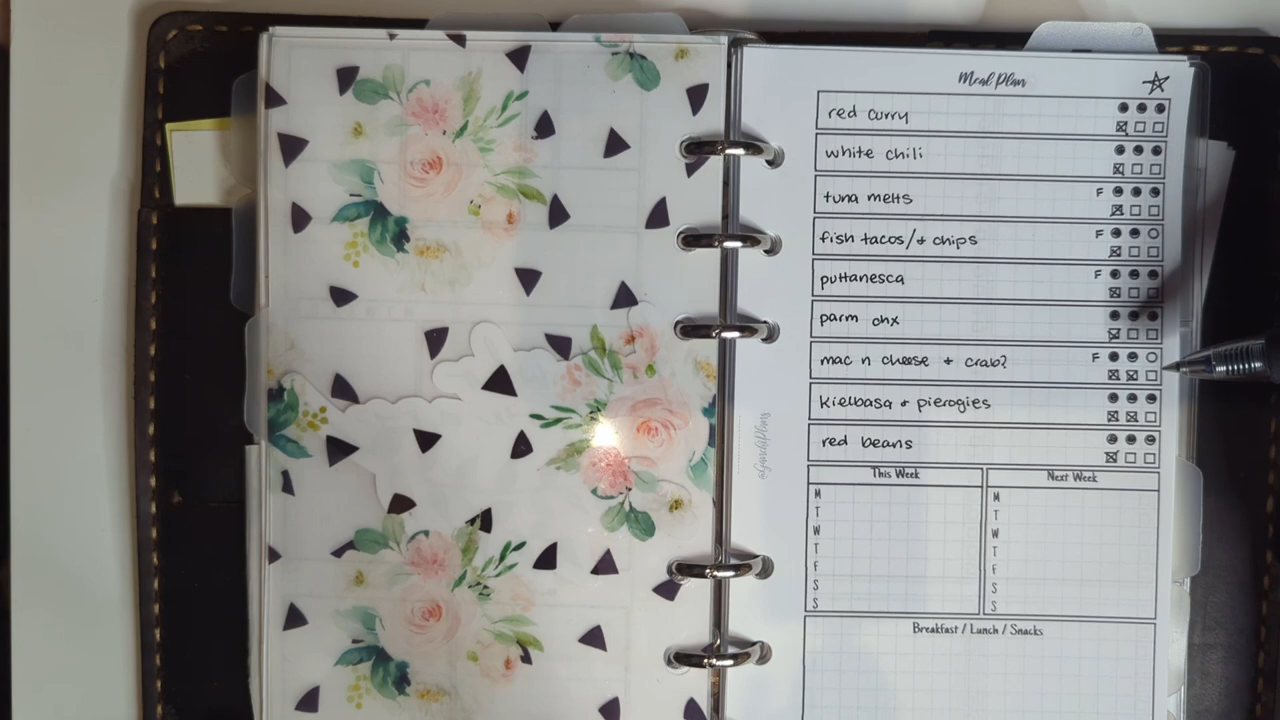 Meal Plan
red curry
white chili
tuna melts F
fish tacos/+ chips F
puttanesca F
parm chx
mac n cheese + crab? F
kielbasa + pierogies
red beans
This Week Next Week
M M
T T
W W
T T
F F
S S
S S
Breakfast / Lunch / Snacks